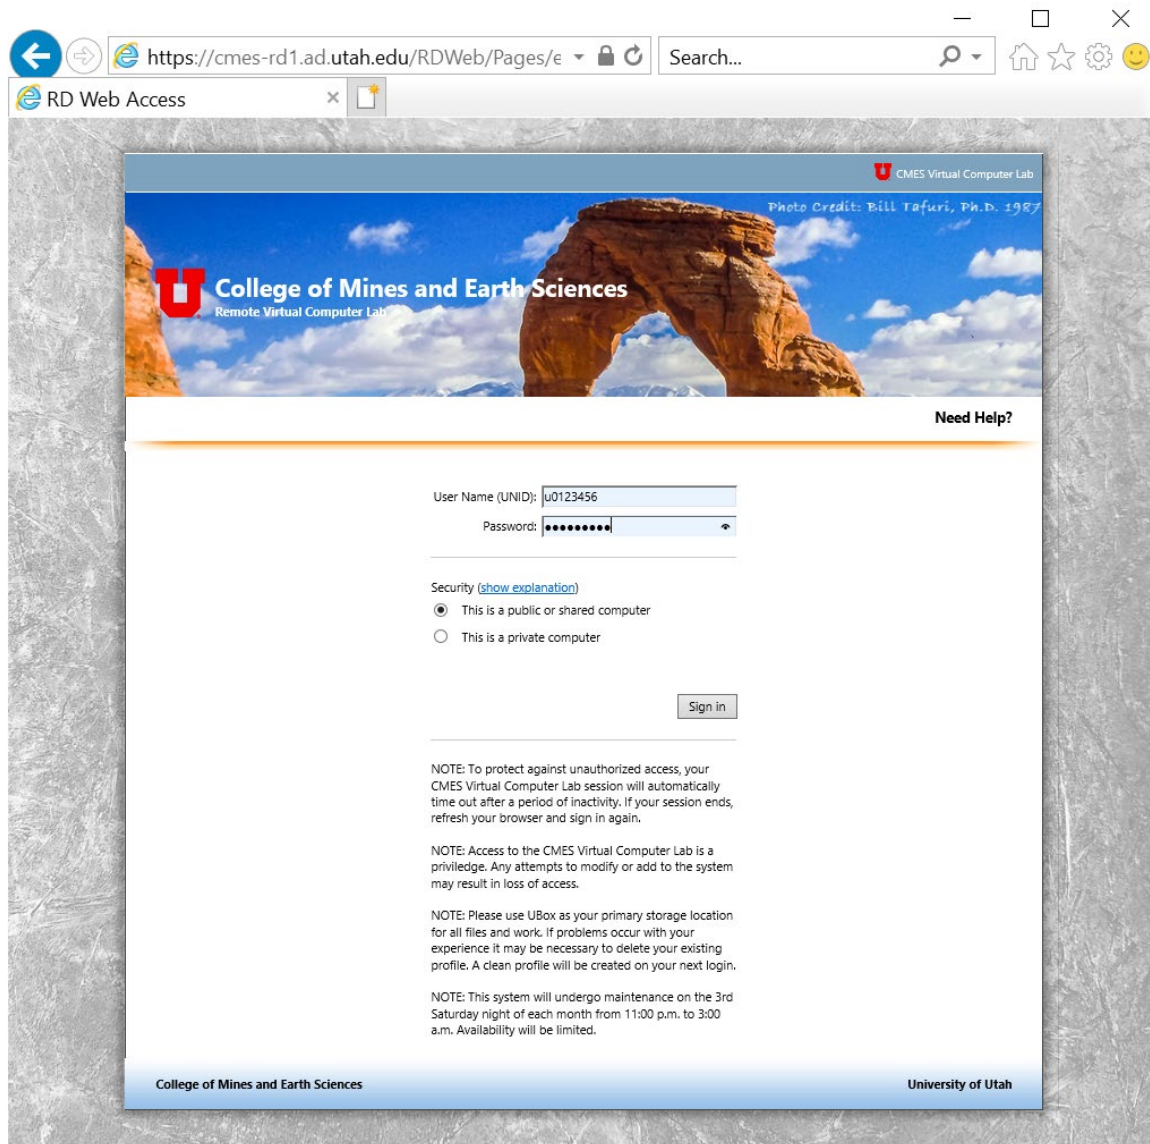 https://cmes-rd1.ad.utah.edu/RDWeb/Pages/e
Search...
RD Web Access
U CMES Virtual Computer Lab
Photo Credit: Bill Tafuri, Ph.D. 1987
U College of Mines and Earth Sciences
Remote Virtual Computer Lab
Need Help?
User Name (UNID): u0123456
Password: •••••••••
Security (show explanation)
This is a public or shared computer
This is a private computer
Sign in
NOTE: To protect against unauthorized access, your
CMES Virtual Computer Lab session will automatically
time out after a period of inactivity. If your session ends,
refresh your browser and sign in again.
NOTE: Access to the CMES Virtual Computer Lab is a
priviledge. Any attempts to modify or add to the system
may result in loss of access.
NOTE: Please use UBox as your primary storage location
for all files and work. If problems occur with your
experience it may be necessary to delete your existing
profile. A clean profile will be created on your next login.
NOTE: This system will undergo maintenance on the 3rd
Saturday night of each month from 11:00 p.m. to 3:00
a.m. Availability will be limited.
College of Mines and Earth Sciences
University of Utah